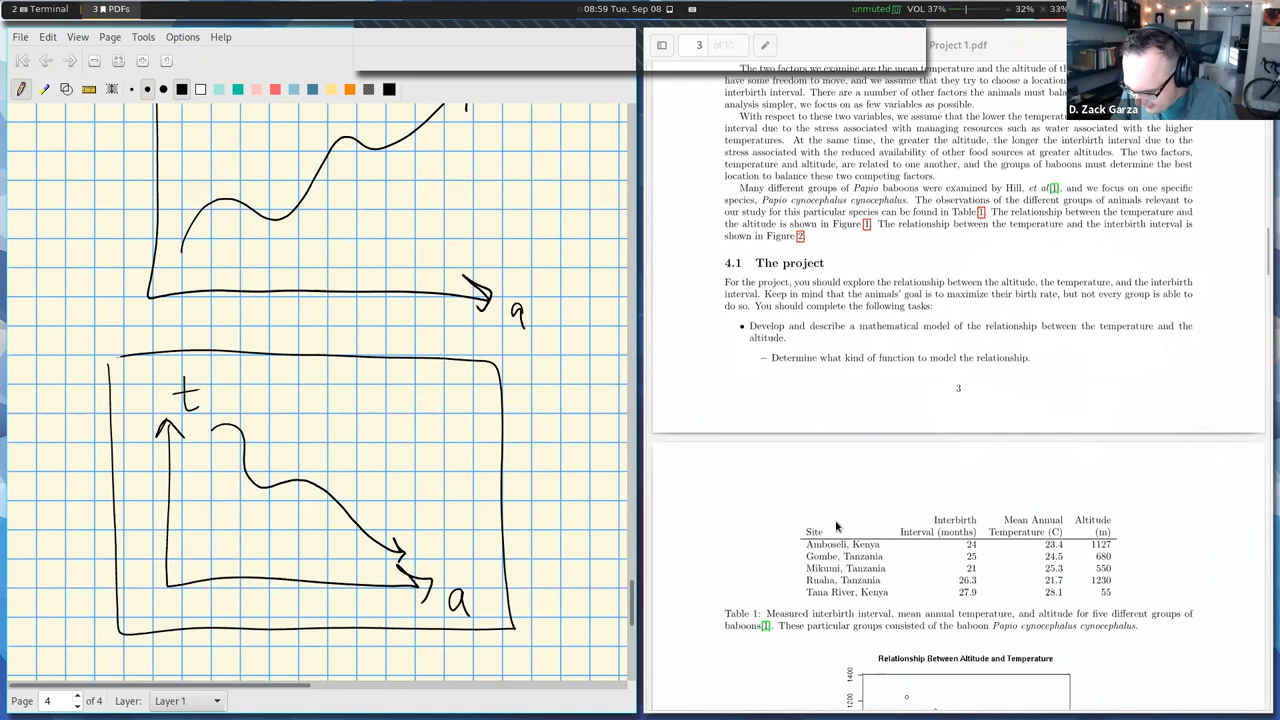 2 Terminal
3 PDFs
08:59 Tue, Sep 08
unmuted VOL 37%
32%
33%
File Edit View Page Tools Options Help
a
t
a
Page 4 of 4 Layer: Layer 1
3 of 10
Project 1.pdf
D. Zack Garza
The two factors we examine are the mean temperature and the altitude of th
have some freedom to move, and we assume that they try to choose a location
interbirth interval. There are a number of other factors the animals must bala
analysis simpler, we focus on as few variables as possible.
With respect to these two variables, we assume that the lower the temperatu
interval due to the stress associated with managing resources such as water associated with the higher
temperatures. At the same time, the greater the altitude, the longer the interbirth interval due to the
stress associated with the reduced availability of other food sources at greater altitudes. The two factors,
temperature and altitude, are related to one another, and the groups of baboons must determine the best
location to balance these two competing factors.
Many different groups of Papio baboons were examined by Hill, et al[1], and we focus on one specific
species, Papio cynocephalus cynocephalus. The observations of the different groups of animals relevant to
our study for this particular species can be found in Table 1. The relationship between the temperature and
the altitude is shown in Figure 1. The relationship between the temperature and the interbirth interval is
shown in Figure 2.
4.1 The project
For the project, you should explore the relationship between the altitude, the temperature, and the interbirth
interval. Keep in mind that the animals' goal is to maximize their birth rate, but not every group is able to
do so. You should complete the following tasks:
• Develop and describe a mathematical model of the relationship between the temperature and the
altitude.
– Determine what kind of function to model the relationship.
3
Interbirth Mean Annual Altitude
Site Interval (months) Temperature (C) (m)
Amboseli, Kenya 24 23.4 1127
Gombe, Tanzania 25 24.5 680
Mikumi, Tanzania 21 25.3 550
Ruaha, Tanzania 26.3 21.7 1230
Tana River, Kenya 27.9 28.1 55
Table 1: Measured interbirth interval, mean annual temperature, and altitude for five different groups of
baboons[1]. These particular groups consisted of the baboon Papio cynocephalus cynocephalus.
Relationship Between Altitude and Temperature
1400
1200